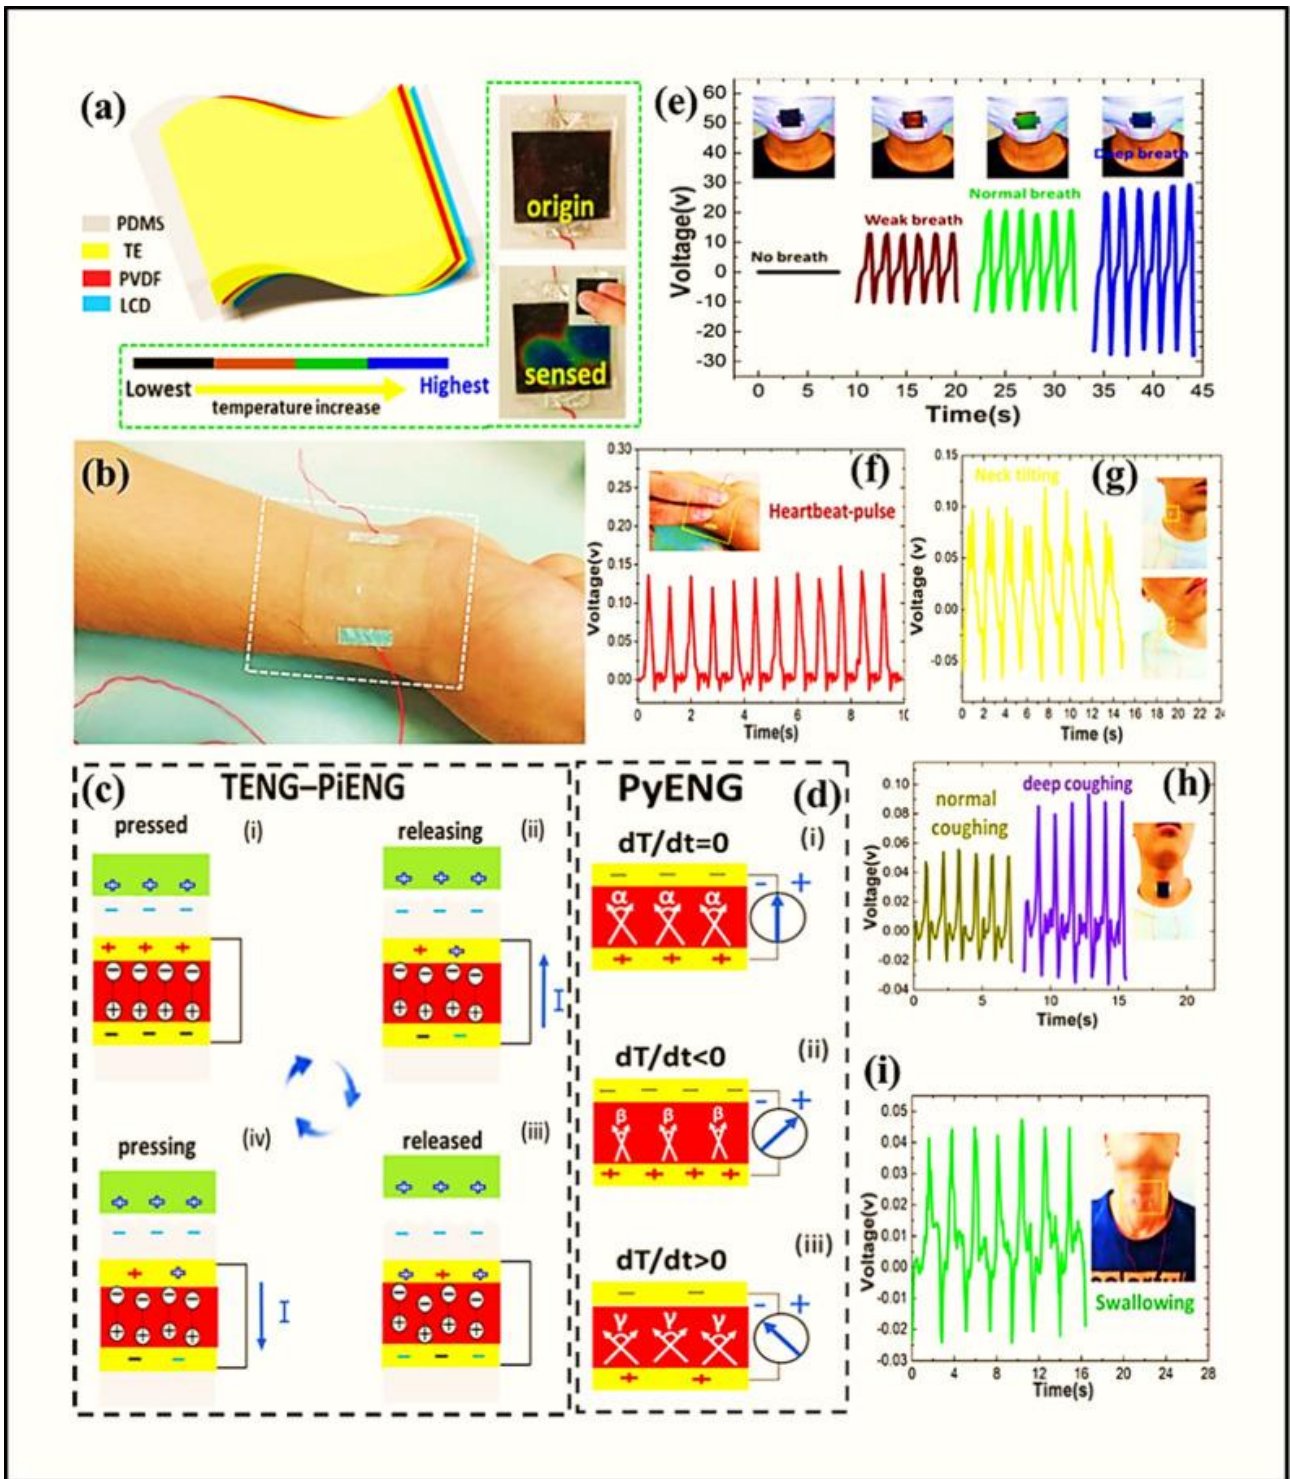 (a)
PDMS
TE
PVDF
LCD
origin
sensed
Lowest
Highest
temperature increase
(e)
Voltage(v)
60
50
40
30
20
10
0
-10
-20
-30
No breath
Weak breath
Normal breath
Deep breath
0 5 10 15 20 25 30 35 40 45
Time(s)
(b)
(f)
Heartbeat-pulse
Voltage(v)
0.30
0.25
0.20
0.15
0.10
0.05
0.00
0 2 4 6 8 10
Time(s)
(g)
Neck tilting
Voltage (v)
0.15
0.10
0.05
0.00
-0.05
0 2 4 6 8 10 12 14 16 18 20 22 24
Time (s)
(c)
TENG–PiENG
pressed
(i)
releasing
(ii)
I
pressing
(iv)
released
(iii)
I
PyENG
(d)
dT/dt=0
(i)
α α α
dT/dt<0
(ii)
β β β
dT/dt>0
(iii)
γ γ γ
(h)
normal
coughing
deep coughing
Voltage(v)
0.10
0.08
0.06
0.04
0.02
0.00
-0.02
-0.04
0 5 10 15 20
Time(s)
(i)
Voltage(v)
0.05
0.04
0.03
0.02
0.01
0.00
-0.01
-0.02
-0.03
Swallowing
0 4 8 12 16 20 24 28
Time(s)